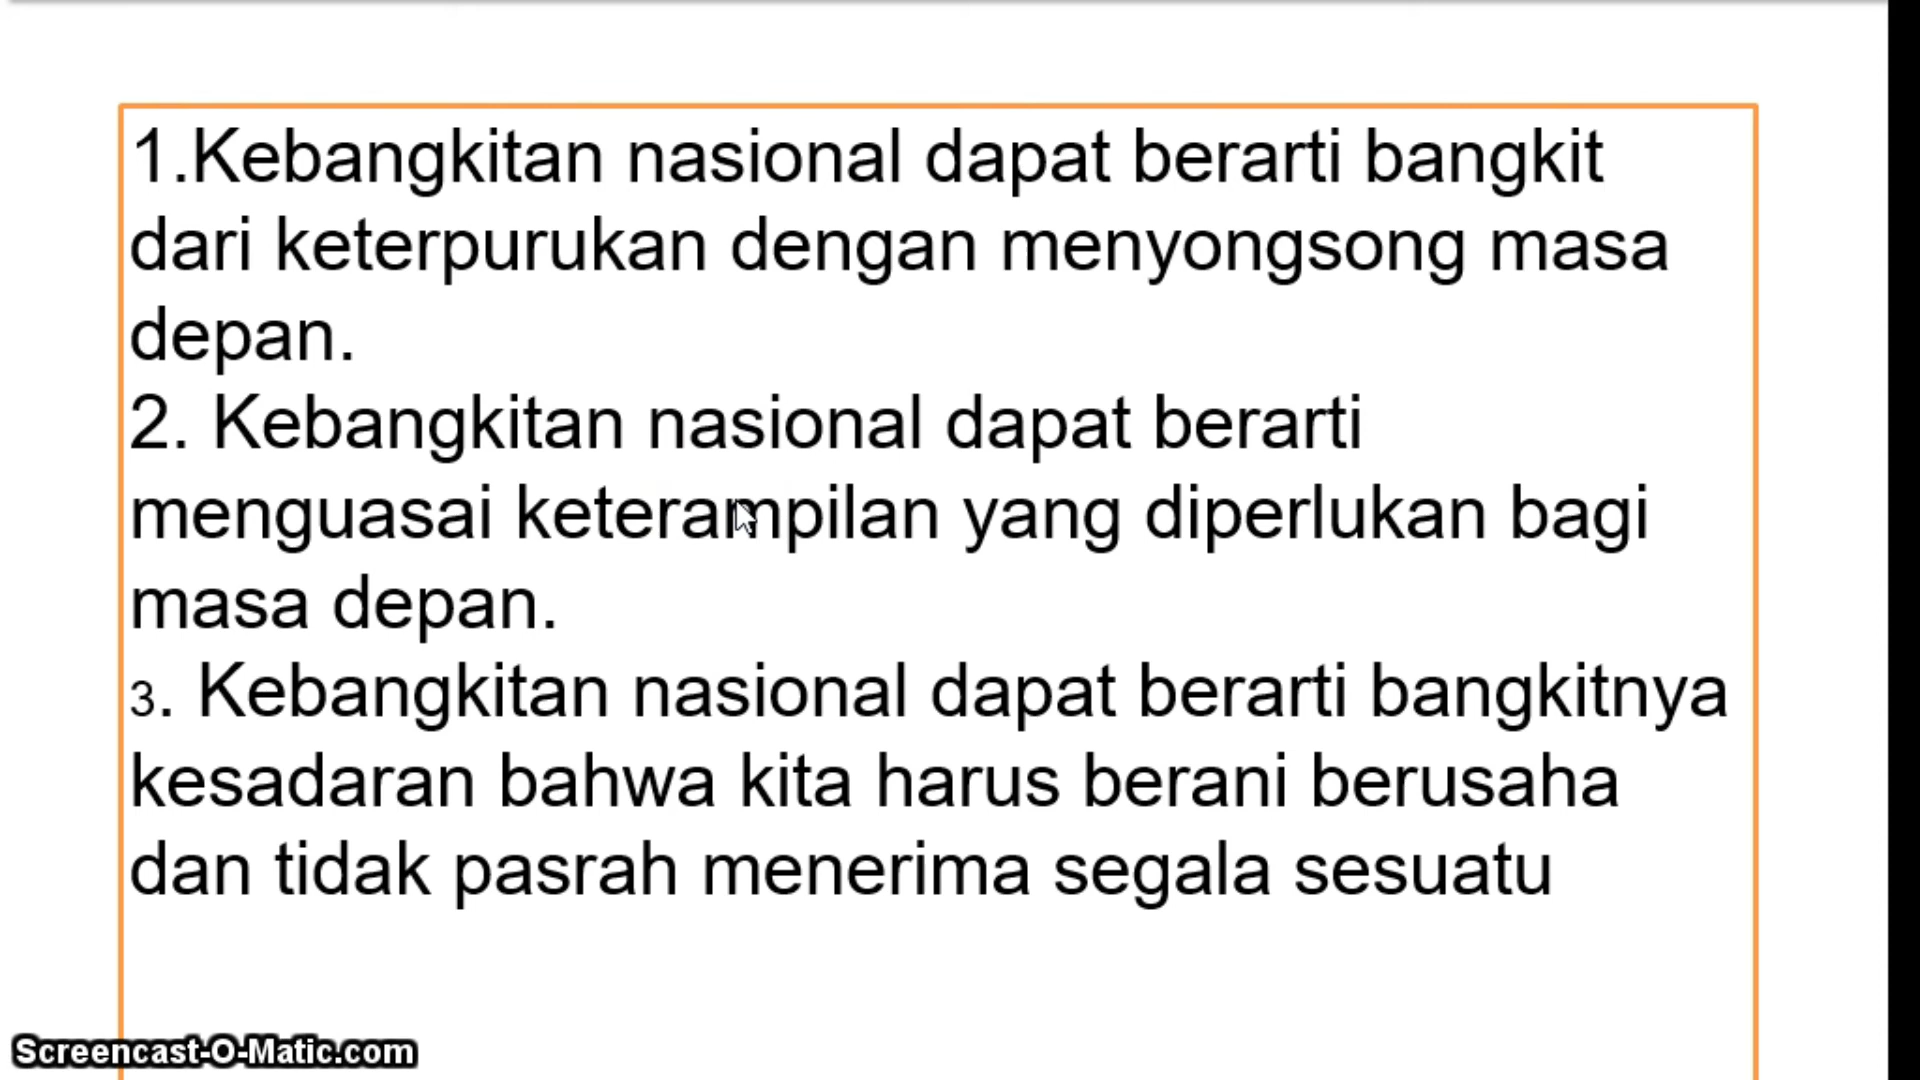 1.Kebangkitan nasional dapat berarti bangkit
dari keterpurukan dengan menyongsong masa
depan.
2. Kebangkitan nasional dapat berarti
menguasai keterampilan yang diperlukan bagi
masa depan.
3. Kebangkitan nasional dapat berarti bangkitnya
kesadaran bahwa kita harus berani berusaha
dan tidak pasrah menerima segala sesuatu
Screencast-O-Matic.com